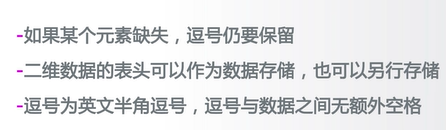 -如果某个元素缺失，逗号仍要保留
-二维数据的表头可以作为数据存储，也可以另行存储
-逗号为英文半角逗号，逗号与数据之间无额外空格